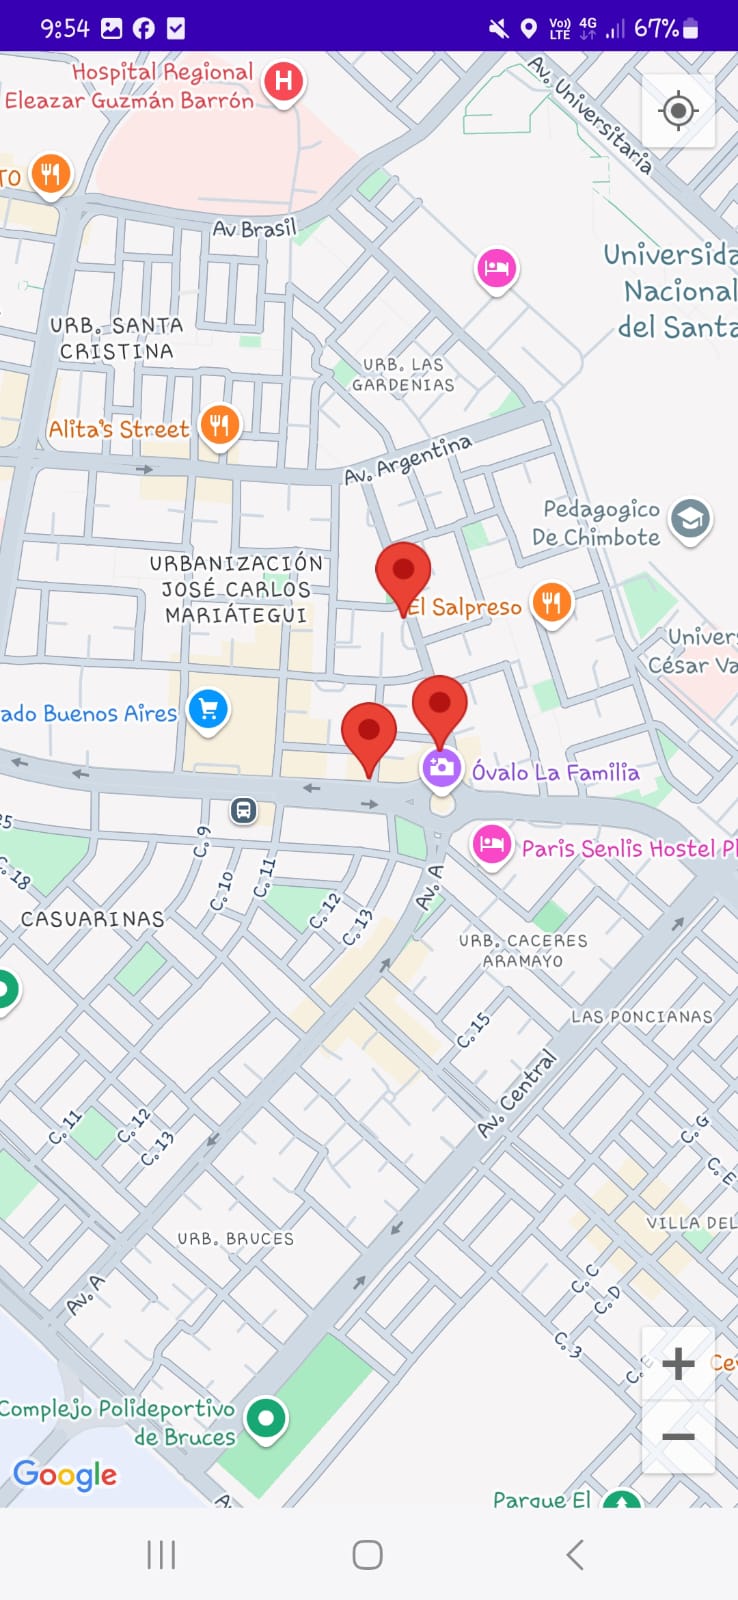 9:54
Vo)) LTE 4G 67%
Hospital Regional
Eleazar Guzmán Barrón
Av. Universitaria
TO
Av Brasil
Universida
Nacional
del Santa
URB. SANTA
CRISTINA
URB. LAS
GARDENIAS
Alita's Street
Av. Argentina
Pedagogico
De Chimbote
URBANIZACIÓN
JOSÉ CARLOS
MARIÁTEGUI
El Salpreso
Univers
César Va
ado Buenos Aires
Óvalo La Familia
C. 9
Paris Senlis Hostel Pl
C. 18
C. 10
C. 11
Av. A
C. 12
C. 13
CASUARINAS
URB. CACERES
ARAMAYO
LAS PONCIANAS
C. 15
Av. Central
C. 11
C. 12
C. 13
C. G
C. E
VILLA DEL
URB. BRUCES
Av. A
C. C
C. D
C. 3
C. E
Ce
Complejo Polideportivo
de Bruces
Google
Parque El